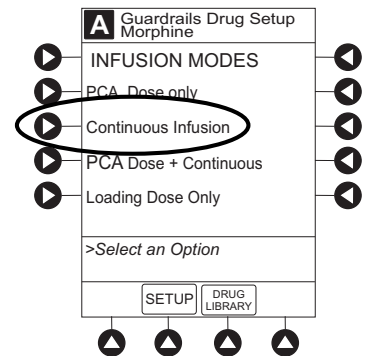 A Guardrails Drug Setup
Morphine
INFUSION MODES
PCA Dose only
Continuous Infusion
PCA Dose + Continuous
Loading Dose Only
>Select an Option
SETUP
DRUG
LIBRARY